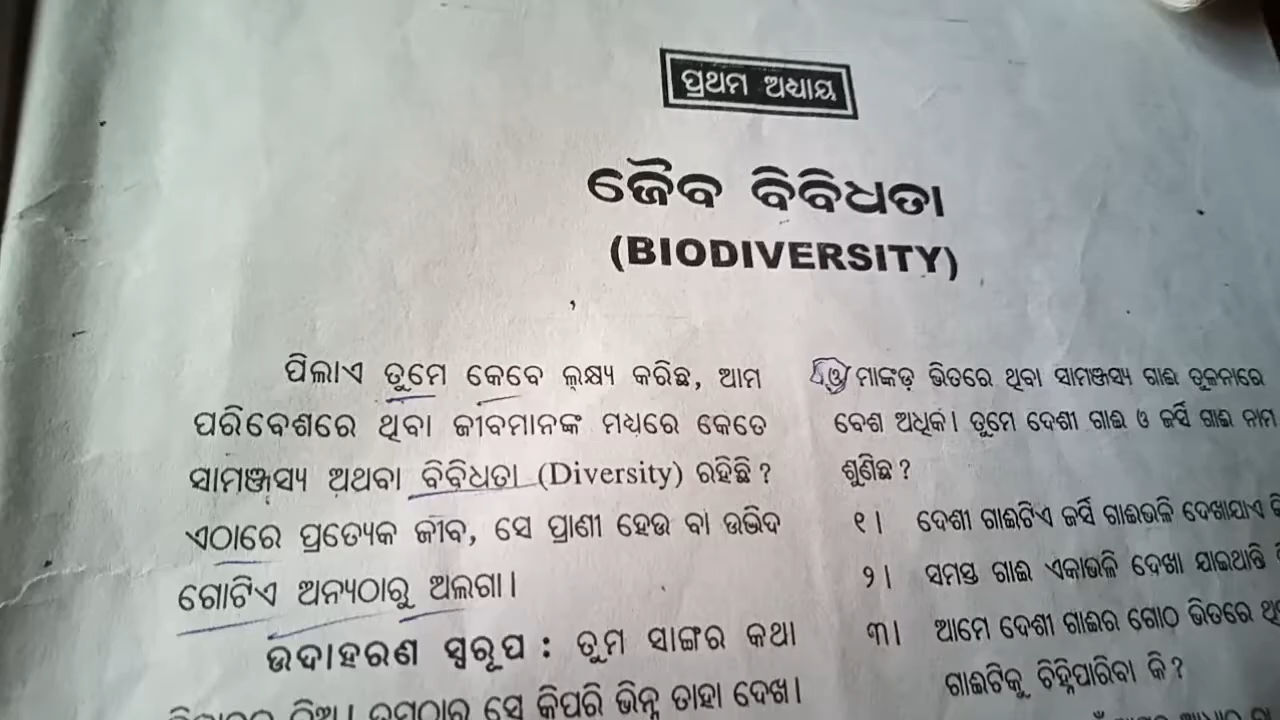 ପ୍ରଥମ ଅଧ୍ୟାୟ
ଜୈବ ବିବିଧତା
(BIODIVERSITY)
ପିଲାଏ ତୁମେ କେବେ ଲକ୍ଷ୍ୟ କରିଛ, ଆମ
ପରିବେଶରେ ଥିବା ଜୀବମାନଙ୍କ ମଧ୍ୟରେ କେତେ
ସାମଞ୍ଜସ୍ୟ ଅଥବା ବିବିଧତା (Diversity) ରହିଛି ?
ଏଠାରେ ପ୍ରତ୍ୟେକ ଜୀବ, ସେ ପ୍ରାଣୀ ହେଉ ବା ଉଭିଦ
ଗୋଟିଏ ଅନ୍ୟଠାରୁ ଅଲଗା।
ଉଦାହରଣ ସ୍ୱରୂପ : ତୁମ ସାଙ୍ଗର କଥା
ସେ କିପରି ଭିନ୍ନ ତାହା ଦେଖ।
ଓ ମାଙ୍କଡ଼ ଭିତରେ ଥିବା ସାମଞ୍ଜସ୍ୟ ଗାଈ ତୁଳନାରେ
ବେଶ ଅଧିକ। ତୁମେ ଦେଶୀ ଗାଈ ଓ ଜର୍ସି ଗାଈ ନାମ
ଶୁଣିଛ ?
୧। ଦେଶୀ ଗାଈଟିଏ ଜର୍ସି ଗାଈଭଳି ଦେଖାଯାଏ
୨। ସମସ୍ତ ଗାଈ ଏକାଭଳି ଦେଖା ଯାଇଥାନ୍ତି
୩। ଆମେ ଦେଶୀ ଗାଈର ଗୋଠ ଭିତରେ
ଗାଈଟିକୁ ଚିହ୍ନିପାରିବା କି ?